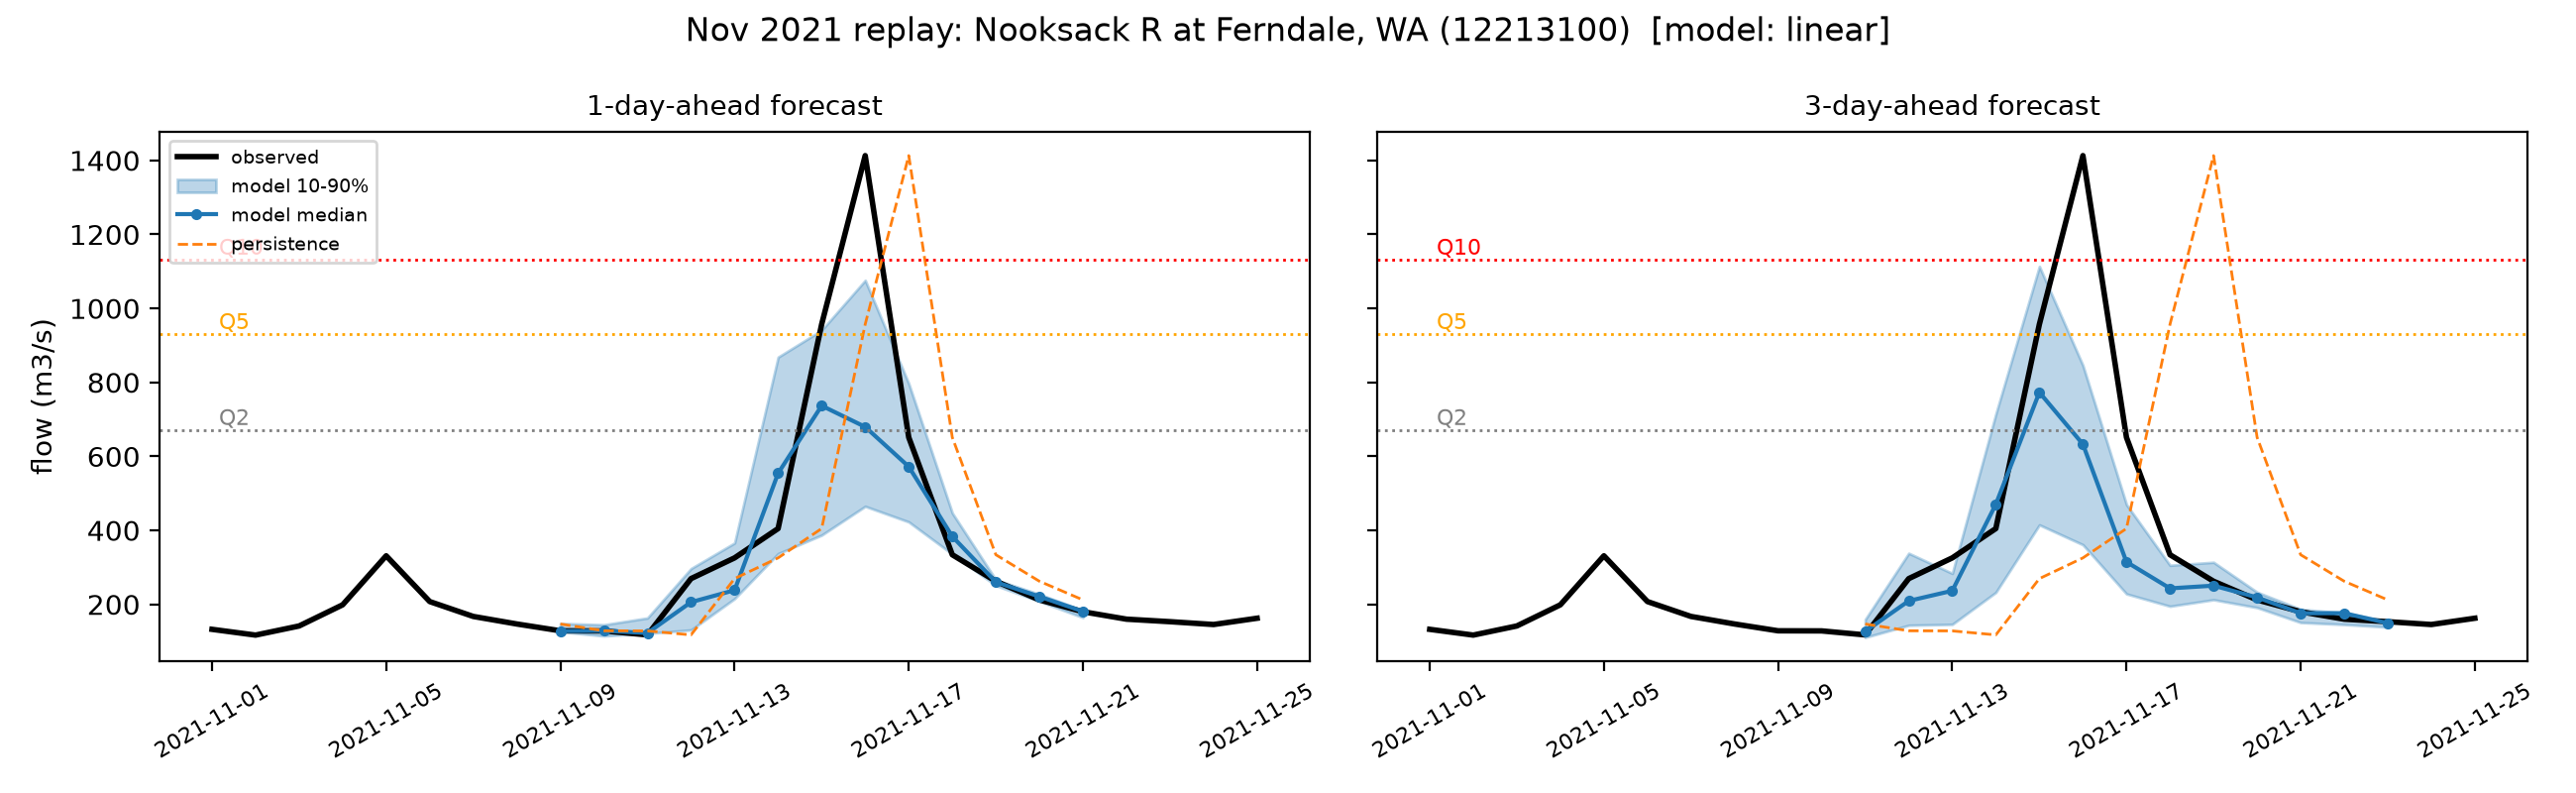 Nov 2021 replay: Nooksack R at Ferndale, WA (12213100)  [model: linear]
1-day-ahead forecast
flow (m3/s)
1400
1200
1000
800
600
400
200
observed
model 10-90%
model median
persistence
Q10
Q5
Q2
2021-11-01
2021-11-05
2021-11-09
2021-11-13
2021-11-17
2021-11-21
2021-11-25
3-day-ahead forecast
Q10
Q5
Q2
2021-11-01
2021-11-05
2021-11-09
2021-11-13
2021-11-17
2021-11-21
2021-11-25